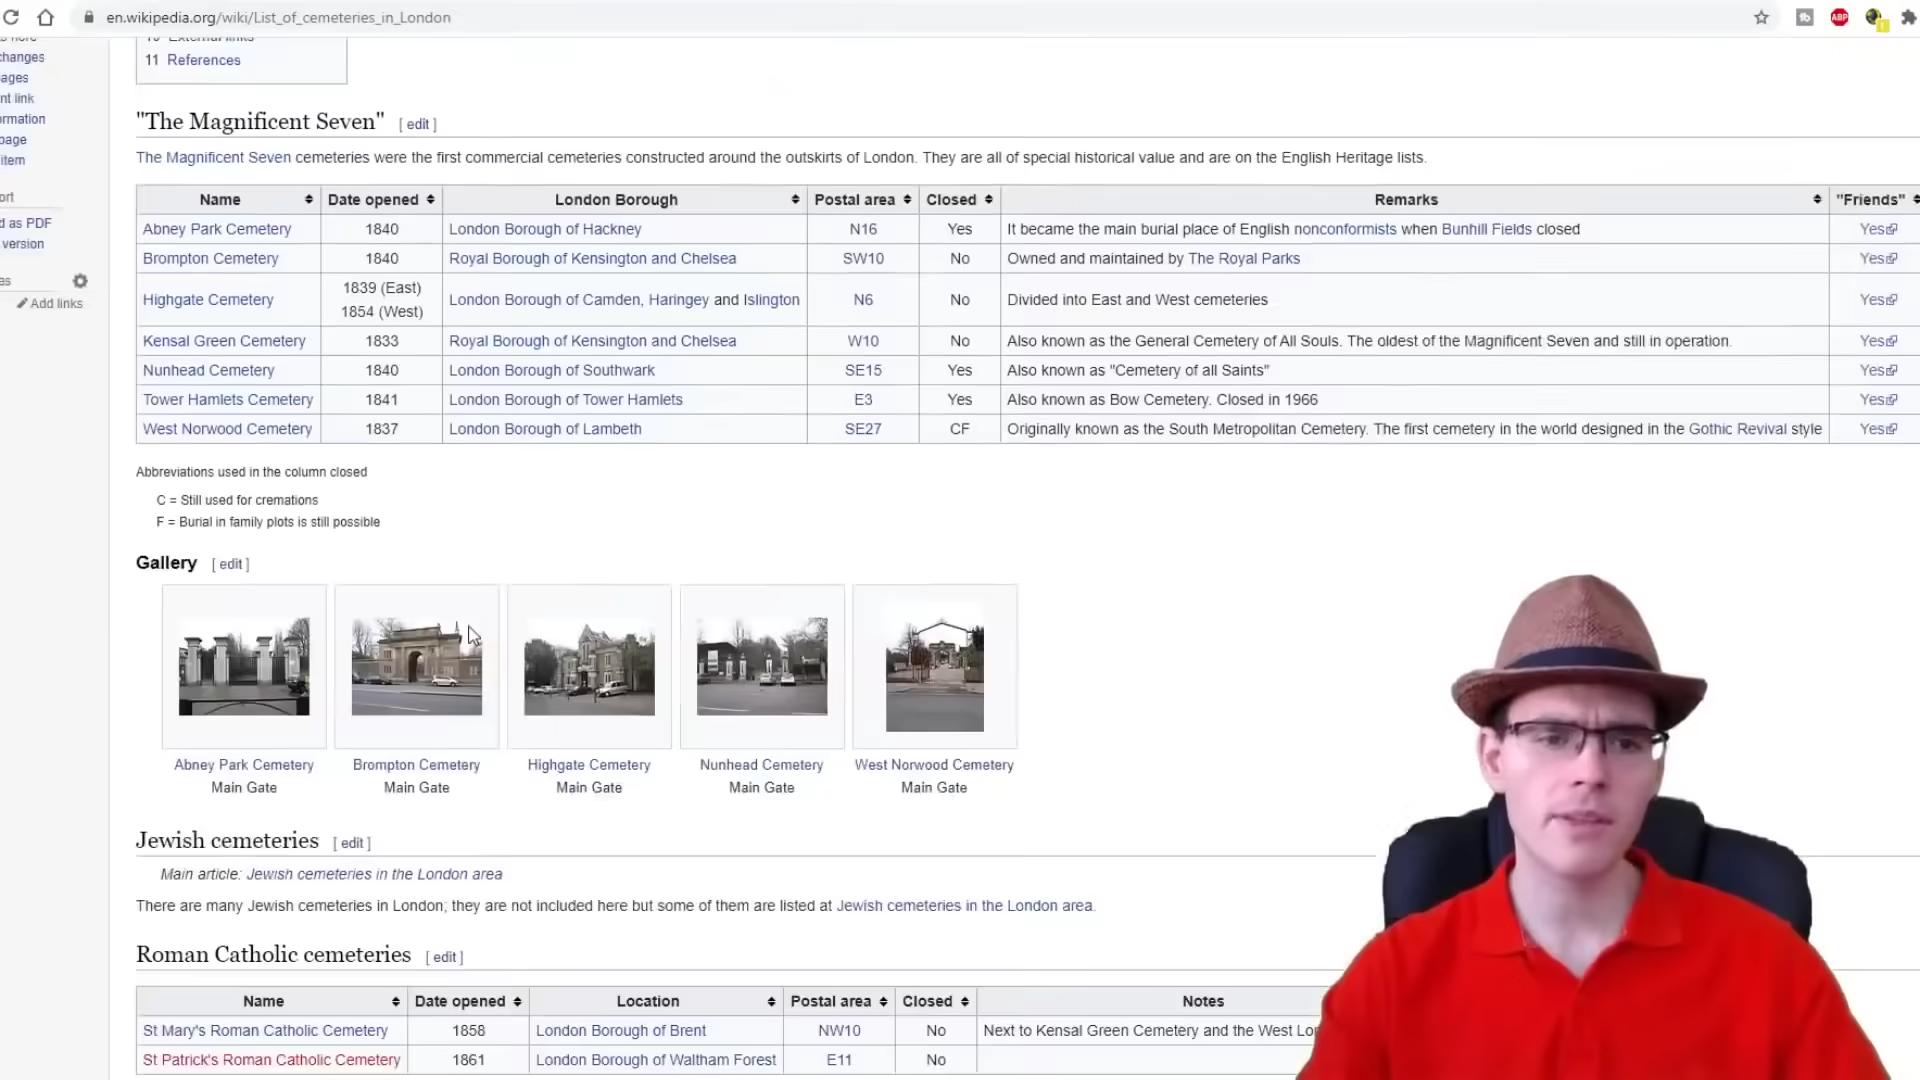 en.wikipedia.org/wiki/List_of_cemeteries_in_London
ABP
changes
ages
nt link
ormation
page
item
ort
d as PDF
version
es
Add links
10 External links
11 References
"The Magnificent Seven" [ edit ]
The Magnificent Seven cemeteries were the first commercial cemeteries constructed around the outskirts of London. They are all of special historical value and are on the English Heritage lists.
Name Date opened London Borough Postal area Closed Remarks "Friends"
Abney Park Cemetery 1840 London Borough of Hackney N16 Yes It became the main burial place of English nonconformists when Bunhill Fields closed Yes
Brompton Cemetery 1840 Royal Borough of Kensington and Chelsea SW10 No Owned and maintained by The Royal Parks Yes
Highgate Cemetery 1839 (East) 1854 (West) London Borough of Camden, Haringey and Islington N6 No Divided into East and West cemeteries Yes
Kensal Green Cemetery 1833 Royal Borough of Kensington and Chelsea W10 No Also known as the General Cemetery of All Souls. The oldest of the Magnificent Seven and still in operation. Yes
Nunhead Cemetery 1840 London Borough of Southwark SE15 Yes Also known as "Cemetery of all Saints" Yes
Tower Hamlets Cemetery 1841 London Borough of Tower Hamlets E3 Yes Also known as Bow Cemetery. Closed in 1966 Yes
West Norwood Cemetery 1837 London Borough of Lambeth SE27 CF Originally known as the South Metropolitan Cemetery. The first cemetery in the world designed in the Gothic Revival style Yes
Abbreviations used in the column closed
C = Still used for cremations
F = Burial in family plots is still possible
Gallery [ edit ]
Abney Park Cemetery Main Gate
Brompton Cemetery Main Gate
Highgate Cemetery Main Gate
Nunhead Cemetery Main Gate
West Norwood Cemetery Main Gate
Jewish cemeteries [ edit ]
Main article: Jewish cemeteries in the London area
There are many Jewish cemeteries in London; they are not included here but some of them are listed at Jewish cemeteries in the London area.
Roman Catholic cemeteries [ edit ]
Name Date opened Location Postal area Closed Notes
St Mary's Roman Catholic Cemetery 1858 London Borough of Brent NW10 No Next to Kensal Green Cemetery and the West Lo
St Patrick's Roman Catholic Cemetery 1861 London Borough of Waltham Forest E11 No